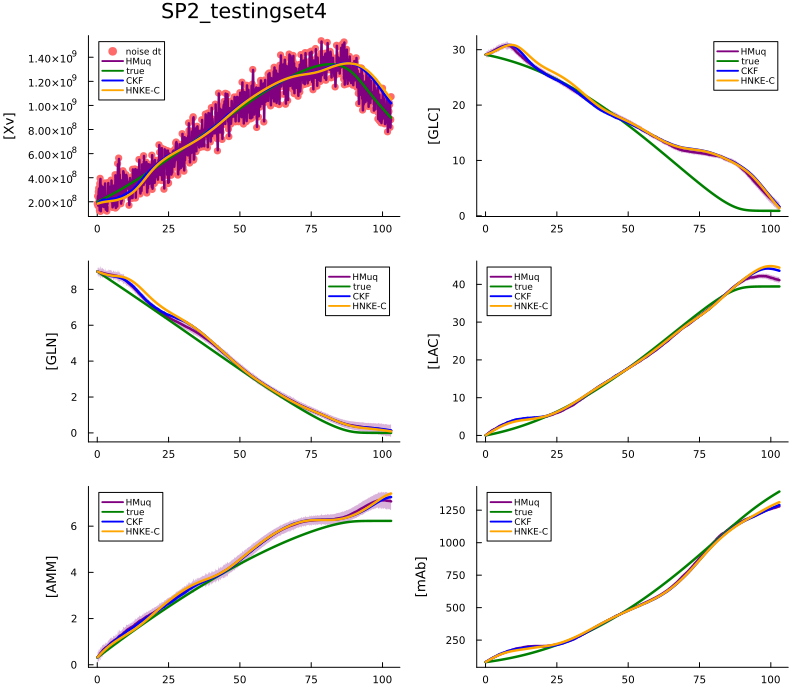 SP2_testingset4
[Xv]
1.40×10⁹
1.20×10⁹
1.00×10⁹
8.00×10⁸
6.00×10⁸
4.00×10⁸
2.00×10⁸
0 25 50 75 100
noise dt
HMuq
true
CKF
HNKE-C
[GLC]
30
20
10
0
0 25 50 75 100
HMuq
true
CKF
HNKE-C
[GLN]
8
6
4
2
0
0 25 50 75 100
HMuq
true
CKF
HNKE-C
[LAC]
40
30
20
10
0
0 25 50 75 100
HMuq
true
CKF
HNKE-C
[AMM]
6
4
2
0
0 25 50 75 100
HMuq
true
CKF
HNKE-C
[mAb]
1250
1000
750
500
250
0 25 50 75 100
HMuq
true
CKF
HNKE-C